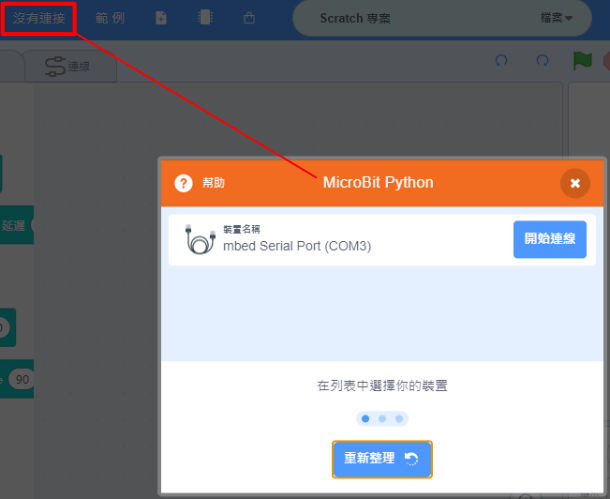 沒有連接
範例
Scratch 專案
檔案
連線
延遲
90
?
幫助
MicroBit Python
裝置名稱
mbed Serial Port (COM3)
開始連線
在列表中選擇你的裝置
重新整理